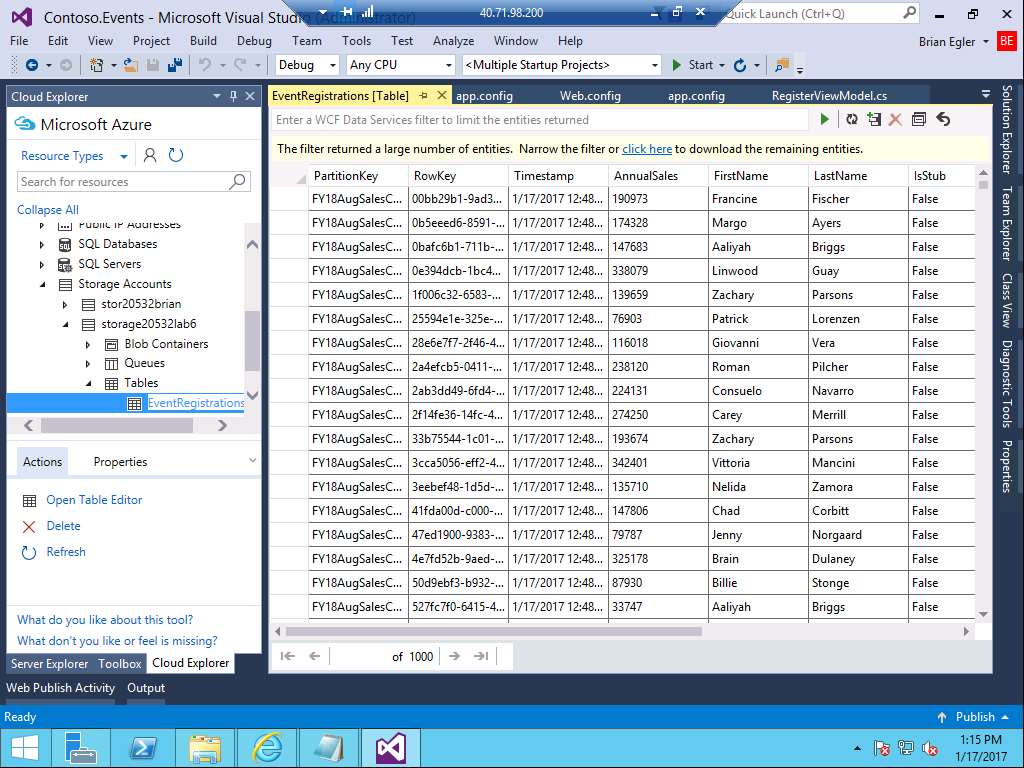 Contoso.Events - Microsoft Visual Studio (Administrator)
40.71.98.200
Quick Launch (Ctrl+Q)
File Edit View Project Build Debug Team Tools Test Analyze Window Help
Brian Egler BE
Debug Any CPU <Multiple Startup Projects> Start
Cloud Explorer
Microsoft Azure
Resource Types
Search for resources
Collapse All
Public IP Addresses
SQL Databases
SQL Servers
Storage Accounts
stor20532brian
storage20532lab6
Blob Containers
Queues
Tables
EventRegistrations
Actions Properties
Open Table Editor
Delete
Refresh
What do you like about this tool?
What don't you like or feel is missing?
Server Explorer Toolbox Cloud Explorer
EventRegistrations [Table] app.config Web.config app.config RegisterViewModel.cs
Enter a WCF Data Services filter to limit the entities returned
The filter returned a large number of entities. Narrow the filter or click here to download the remaining entities.
PartitionKey RowKey Timestamp AnnualSales FirstName LastName IsStub
FY18AugSalesC... 00bb29b1-9ad3... 1/17/2017 12:48... 190973 Francine Fischer False
FY18AugSalesC... 0b5eeed6-8591-... 1/17/2017 12:48... 174328 Margo Ayers False
FY18AugSalesC... 0bafc6b1-711b-... 1/17/2017 12:48... 147683 Aaliyah Briggs False
FY18AugSalesC... 0e394dcb-1bc4... 1/17/2017 12:48... 338079 Linwood Guay False
FY18AugSalesC... 1f006c32-6583-... 1/17/2017 12:48... 139659 Zachary Parsons False
FY18AugSalesC... 25594e1e-325e-... 1/17/2017 12:48... 76903 Patrick Lorenzen False
FY18AugSalesC... 28e6e7f7-2f46-4... 1/17/2017 12:48... 116018 Giovanni Vera False
FY18AugSalesC... 2a4efcb5-0411-... 1/17/2017 12:48... 238120 Roman Pilcher False
FY18AugSalesC... 2ab3dd49-6fd4-... 1/17/2017 12:48... 224131 Consuelo Navarro False
FY18AugSalesC... 2f14fe36-14fc-4... 1/17/2017 12:48... 274250 Carey Merrill False
FY18AugSalesC... 33b75544-1c01-... 1/17/2017 12:48... 193674 Zachary Parsons False
FY18AugSalesC... 3cca5056-eff2-4... 1/17/2017 12:48... 342401 Vittoria Mancini False
FY18AugSalesC... 3eebef48-1d5d-... 1/17/2017 12:48... 135710 Nelida Zamora False
FY18AugSalesC... 41fda00d-c000-... 1/17/2017 12:48... 147806 Chad Corbitt False
FY18AugSalesC... 47ed1900-9383-... 1/17/2017 12:48... 79787 Jenny Norgaard False
FY18AugSalesC... 4e7fd52b-9aed-... 1/17/2017 12:48... 325178 Brain Dulaney False
FY18AugSalesC... 50d9ebf3-b932-... 1/17/2017 12:48... 87930 Billie Stonge False
FY18AugSalesC... 527fc7f0-6415-4... 1/17/2017 12:48... 33747 Aaliyah Briggs False
of 1000
Solution Explorer
Team Explorer
Class View
Diagnostic Tools
Properties
Web Publish Activity Output
Ready
Publish
1:15 PM
1/17/2017